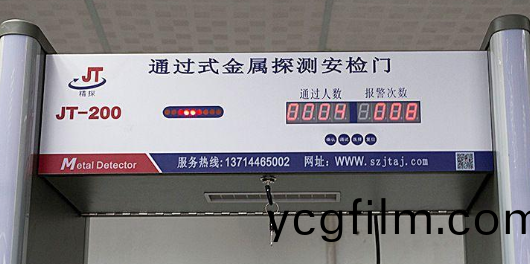 通过式金属探测安检门
JT
精探
JT-200
通过人数 报警次数
0004 008
Metal Detector
服务热线:13714465002 网址:www.szjtaj.com
ycgfilm.com